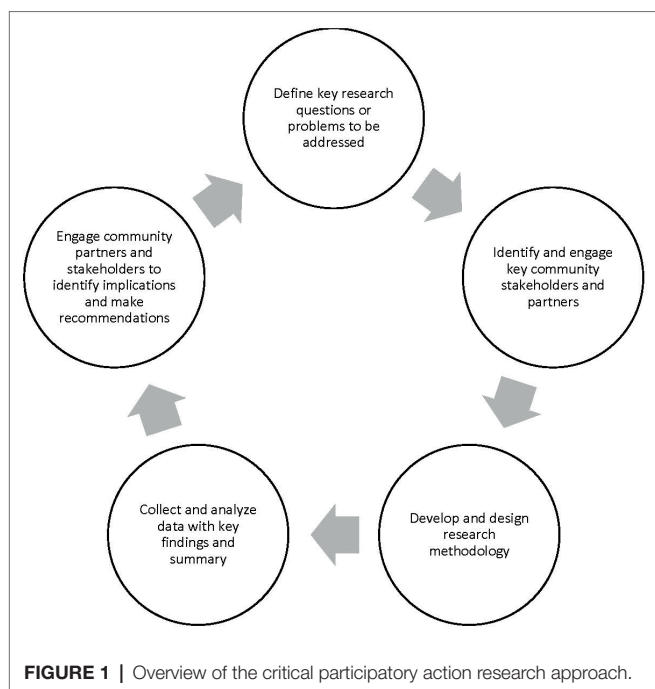 Define key research
questions or
problems to be
addressed
Identify and engage
key community
stakeholders and
partners
Develop and design
research
methodology
Collect and analyze
data with key
findings and
summary
Engage community
partners and
stakeholders to
identify implications
and make
recommendations
FIGURE 1 | Overview of the critical participatory action research approach.